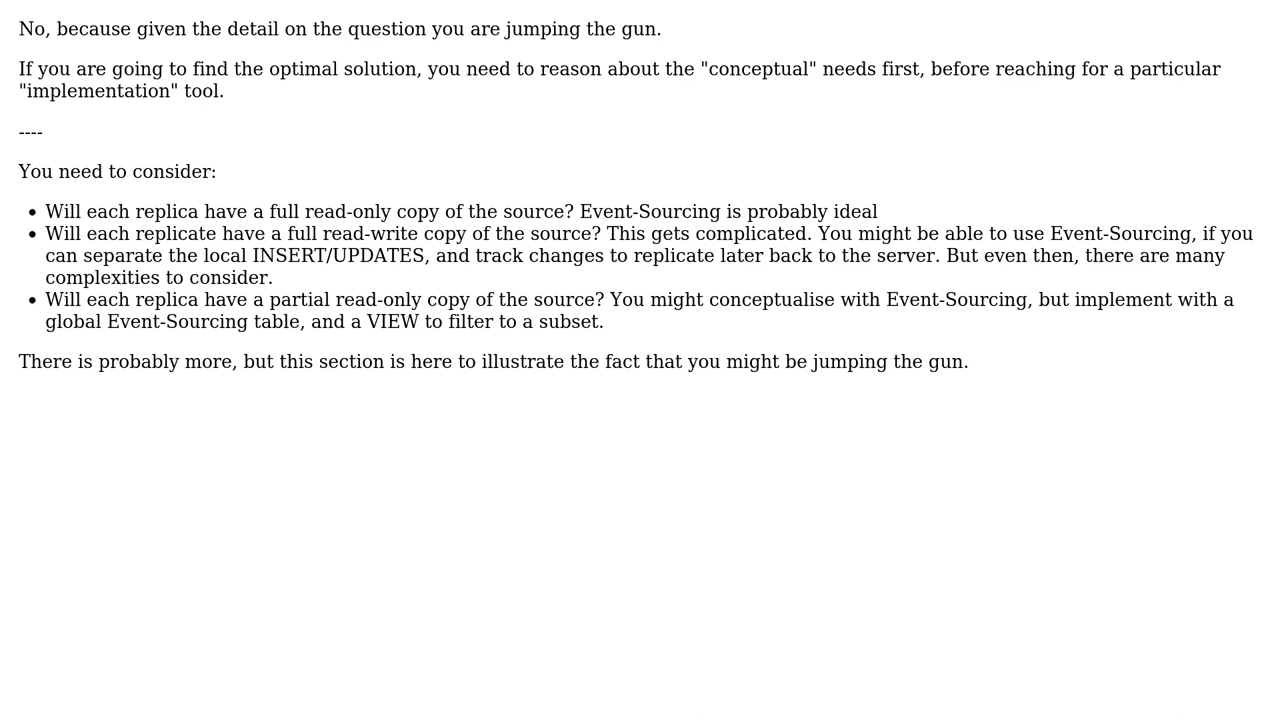 No, because given the detail on the question you are jumping the gun.
If you are going to find the optimal solution, you need to reason about the "conceptual" needs first, before reaching for a particular
"implementation" tool.
----
You need to consider:
• Will each replica have a full read-only copy of the source? Event-Sourcing is probably ideal
• Will each replicate have a full read-write copy of the source? This gets complicated. You might be able to use Event-Sourcing, if you
can separate the local INSERT/UPDATES, and track changes to replicate later back to the server. But even then, there are many
complexities to consider.
• Will each replica have a partial read-only copy of the source? You might conceptualise with Event-Sourcing, but implement with a
global Event-Sourcing table, and a VIEW to filter to a subset.
There is probably more, but this section is here to illustrate the fact that you might be jumping the gun.